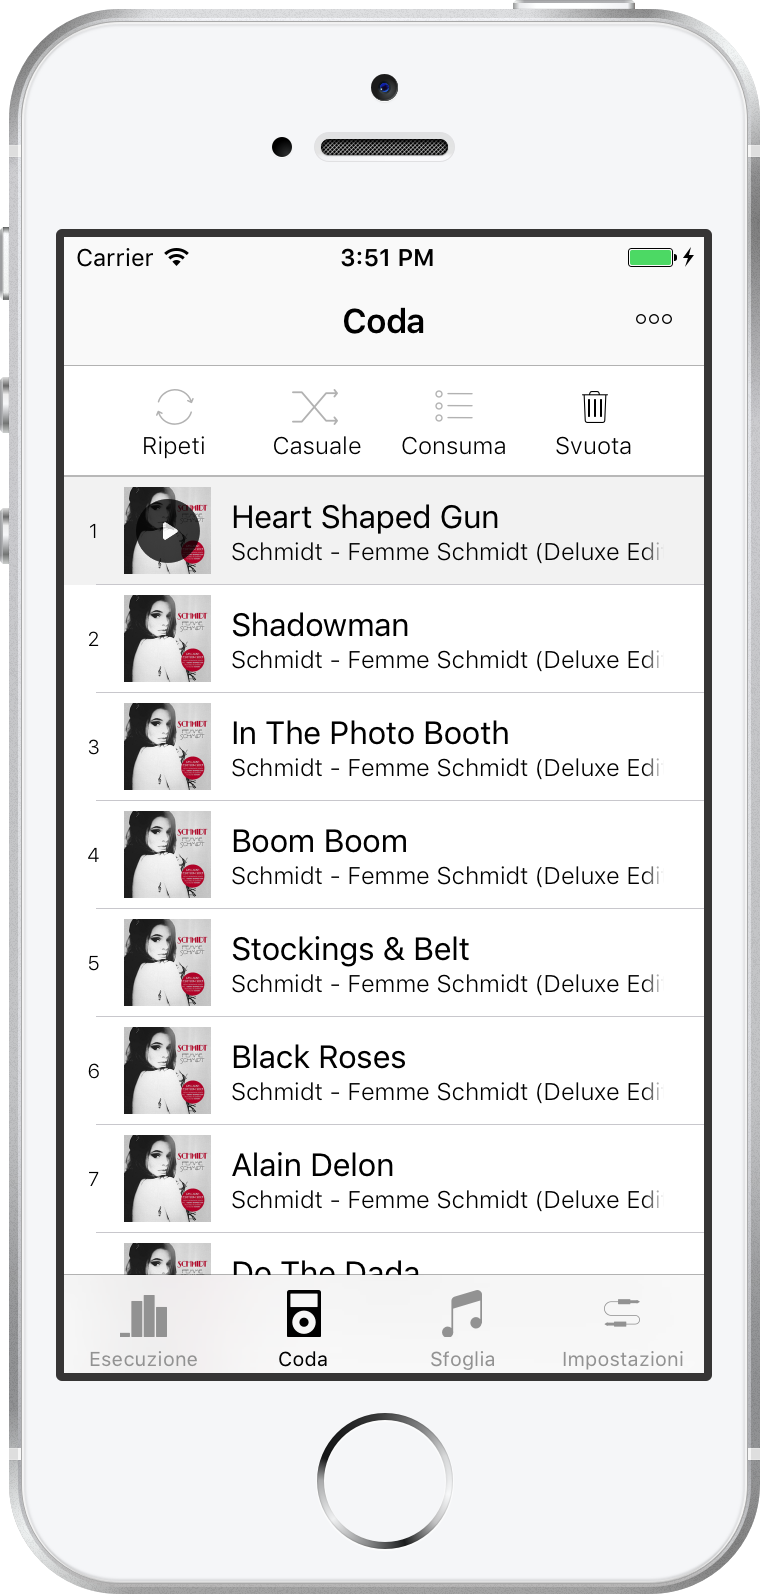 Carrier 3:51 PM
Coda
Ripeti Casuale Consuma Svuota
1 Heart Shaped Gun
Schmidt - Femme Schmidt (Deluxe Edi
2 Shadowman
Schmidt - Femme Schmidt (Deluxe Edi
3 In The Photo Booth
Schmidt - Femme Schmidt (Deluxe Edi
4 Boom Boom
Schmidt - Femme Schmidt (Deluxe Edi
5 Stockings & Belt
Schmidt - Femme Schmidt (Deluxe Edi
6 Black Roses
Schmidt - Femme Schmidt (Deluxe Edi
7 Alain Delon
Schmidt - Femme Schmidt (Deluxe Edi
Do The Dada
Esecuzione Coda Sfoglia Impostazioni